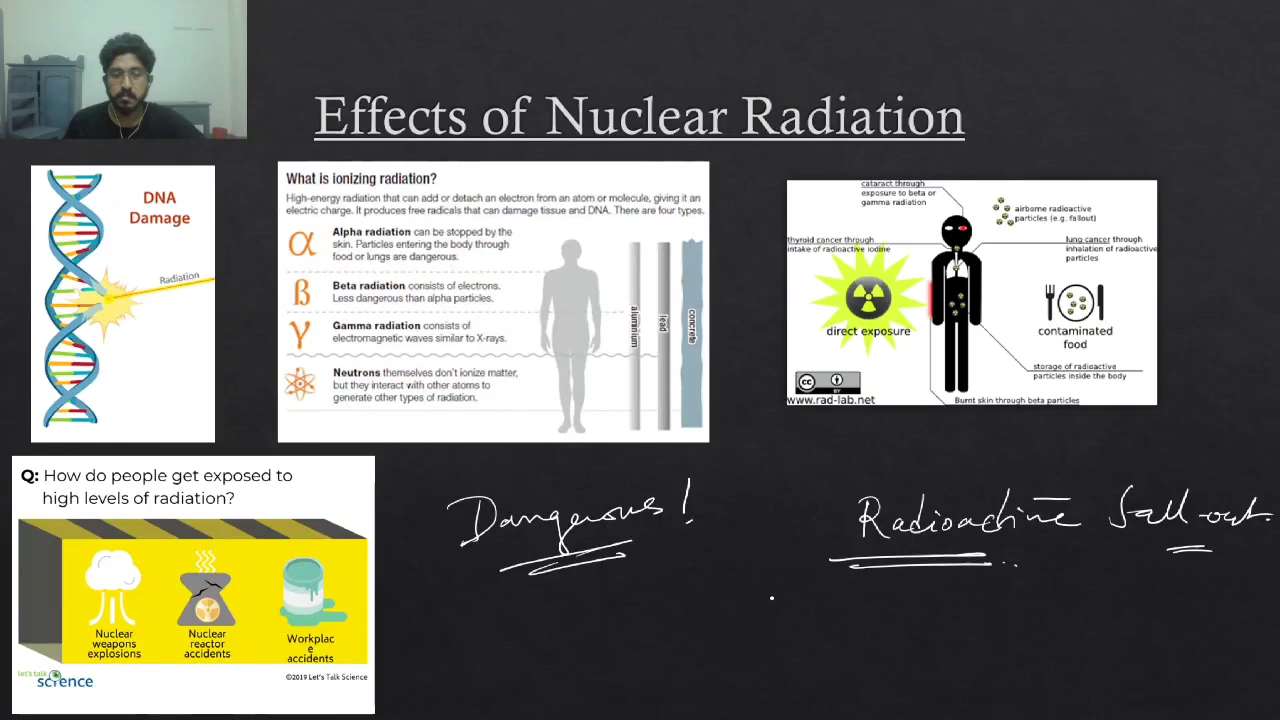 Effects of Nuclear Radiation
DNA
Damage
Radiation
What is ionizing radiation?
High-energy radiation that can add or detach an electron from an atom or molecule, giving it an
electric charge. It produces free radicals that can damage tissue and DNA. There are four types.
α
Alpha radiation can be stopped by the
skin. Particles entering the body through
food or lungs are dangerous.
ß
Beta radiation consists of electrons.
Less dangerous than alpha particles.
γ
Gamma radiation consists of
electromagnetic waves similar to X-rays.
Neutrons themselves don't ionize matter,
but they interact with other atoms to
generate other types of radiation.
aluminium
lead
concrete
cataract through
exposure to beta or
gamma radiation
airborne radioactive
particles (e.g. fallout)
thyroid cancer through
intake of radioactive iodine
lung cancer through
inhalation of radioactive
particles
direct exposure
contaminated
food
storage of radioactive
particles inside the body
cc
BY
www.rad-lab.net
Burnt skin through beta particles
Q: How do people get exposed to
high levels of radiation?
Nuclear
weapons
explosions
Nuclear
reactor
accidents
Workplac
e
accidents
let's talk
science
©2019 Let's Talk Science
Dangerous!
Radioactive fall-out.